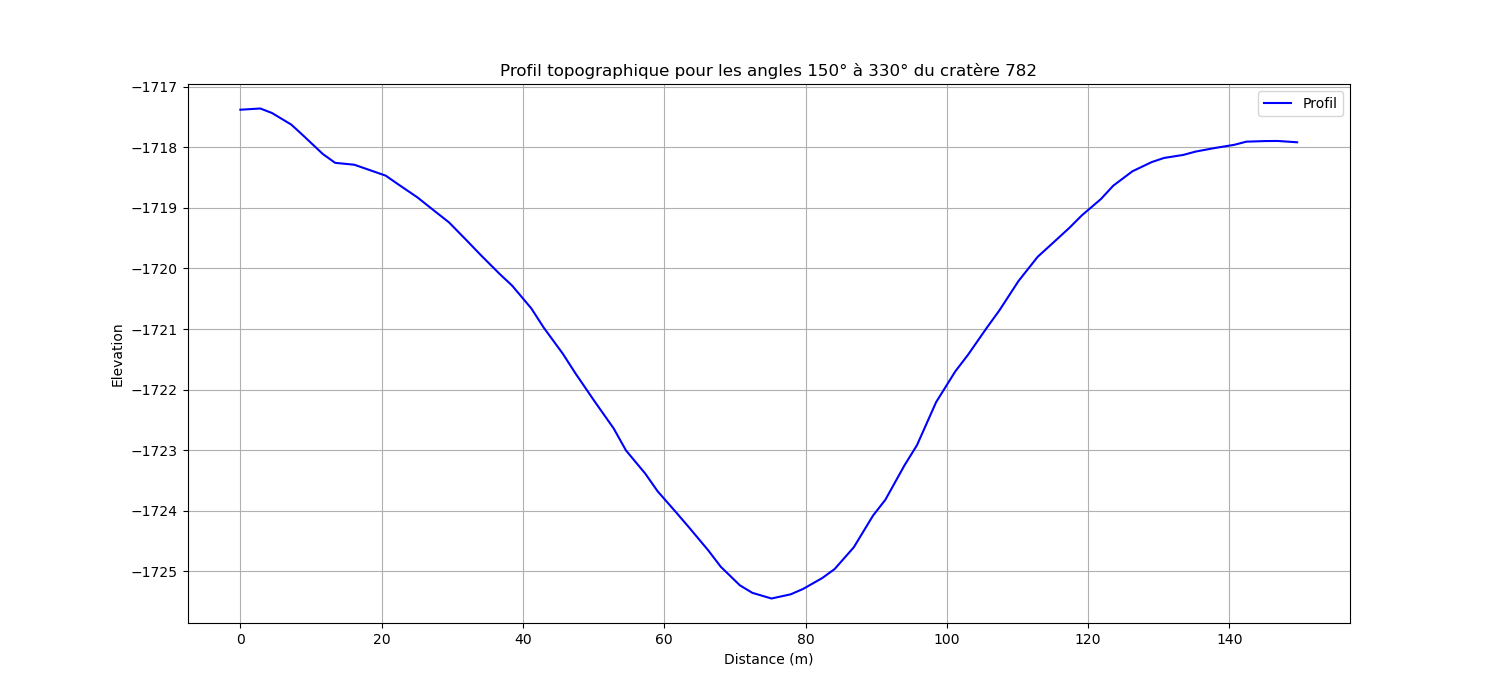 Profil topographique pour les angles 150° à 330° du cratère 782
Profil
−1717
−1718
−1719
−1720
−1721
−1722
−1723
−1724
−1725
Elevation
0 20 40 60 80 100 120 140
Distance (m)